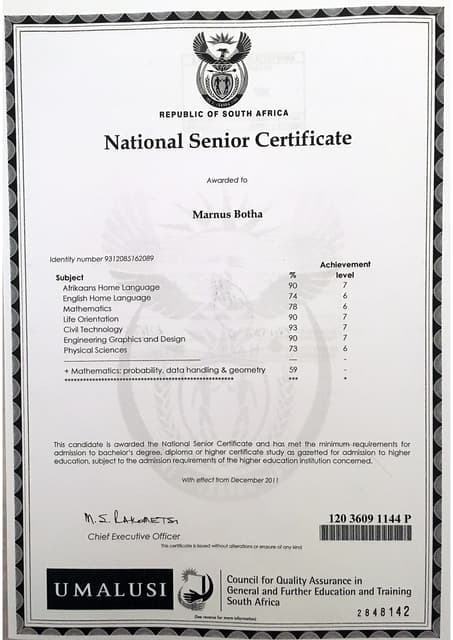 REPUBLIC OF SOUTH AFRICA
National Senior Certificate
Awarded to
Marnus Botha
Identity number 9312085162089
Subject % Achievement level
Afrikaans Home Language 90 7
English Home Language 74 6
Mathematics 78 6
Life Orientation 90 7
Civil Technology 93 7
Engineering Graphics and Design 90 7
Physical Sciences 73 6
+ Mathematics: probability, data handling & geometry 59 -
This candidate is awarded the National Senior Certificate and has met the minimum requirements for
admission to bachelor's degree, diploma or higher certificate study as gazetted for admission to higher
education, subject to the admission requirements of the higher education institution concerned.
With effect from December 2011
M. S. RAKOMETSI
Chief Executive Officer
120 3609 1144 P
This certificate is issued without alterations or erasure of any kind
UMALUSI
Council for Quality Assurance in
General and Further Education and Training
South Africa
2848142
(See reverse for more information)